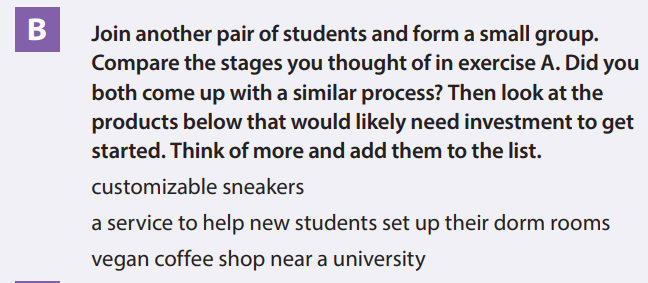 B
Join another pair of students and form a small group.
Compare the stages you thought of in exercise A. Did you
both come up with a similar process? Then look at the
products below that would likely need investment to get
started. Think of more and add them to the list.
customizable sneakers
a service to help new students set up their dorm rooms
vegan coffee shop near a university